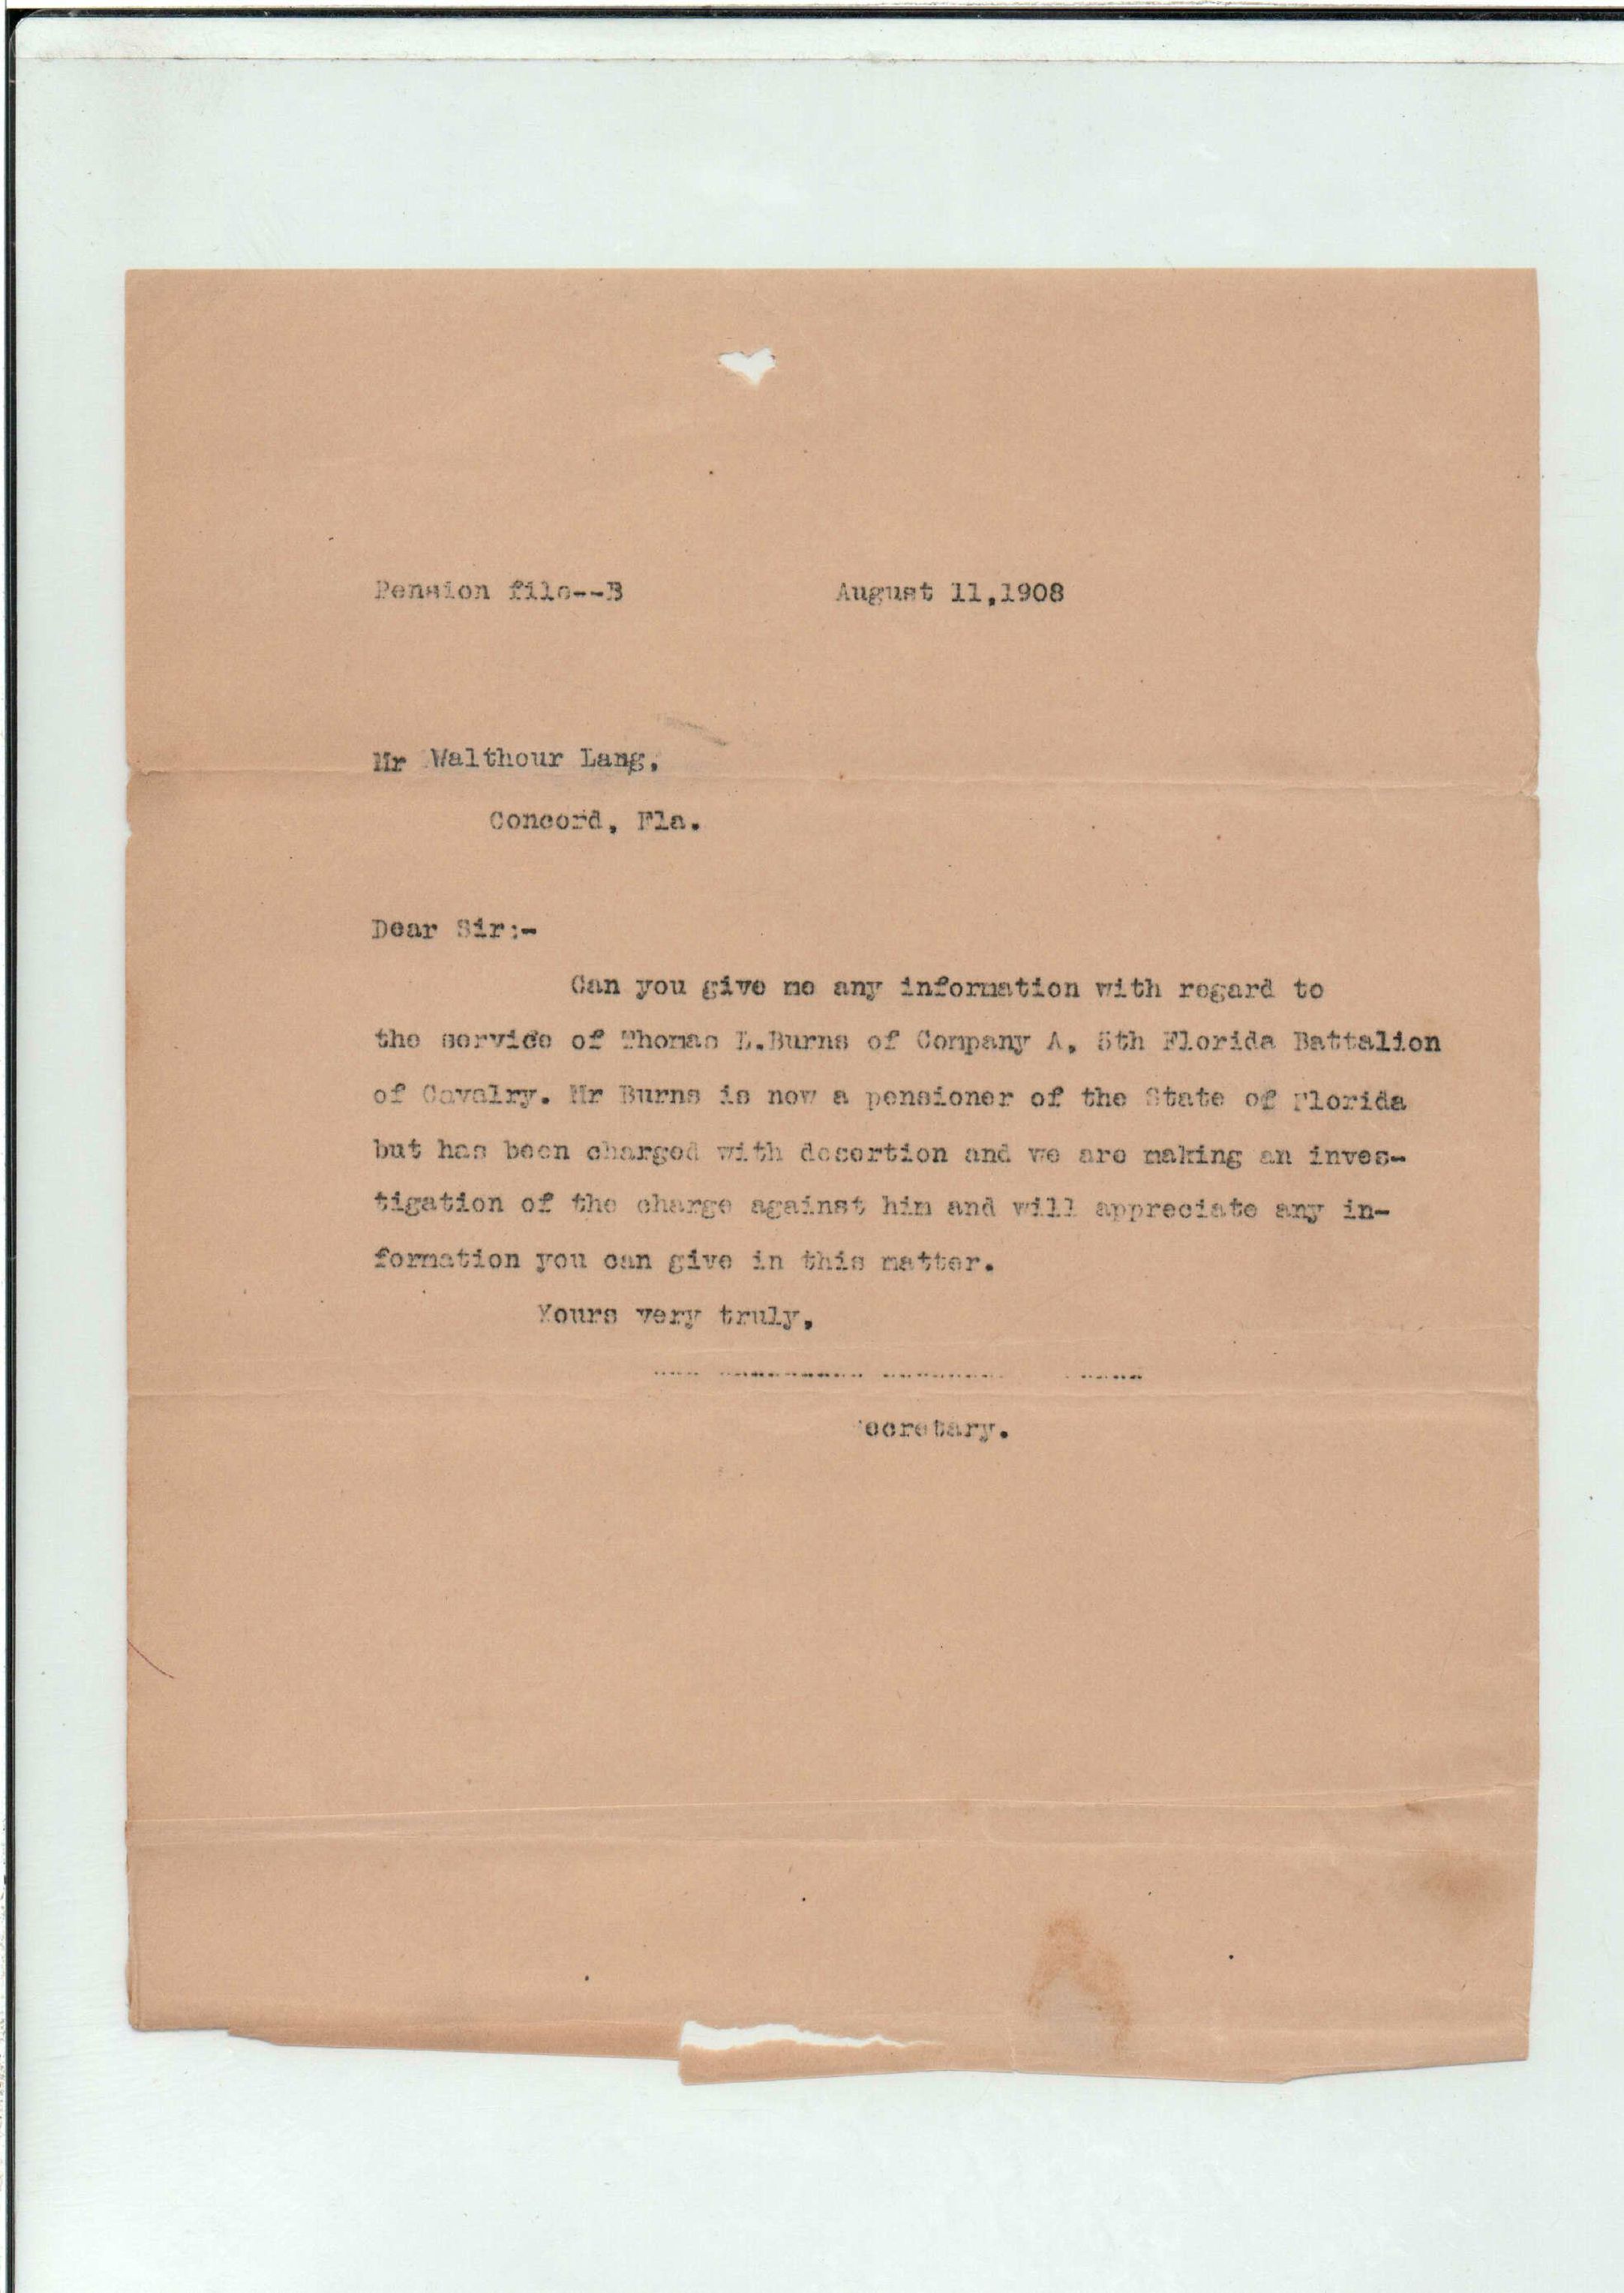 Pension file--B August 11,1908
Mr Walthour Lang,
Concord, Fla.
Dear Sir:-
Can you give me any information with regard to
the service of Thomas L.Burns of Company A, 5th Florida Battalion
of Cavalry. Mr Burns is now a pensioner of the State of Florida
but has been charged with desertion and we are making an inves-
tigation of the charge against him and will appreciate any in-
formation you can give in this matter.
Yours very truly,
Secretary.